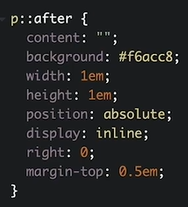 p::after {
  content: "";
  background: #f6acc8;
  width: 1em;
  height: 1em;
  position: absolute;
  display: inline;
  right: 0;
  margin-top: 0.5em;
}